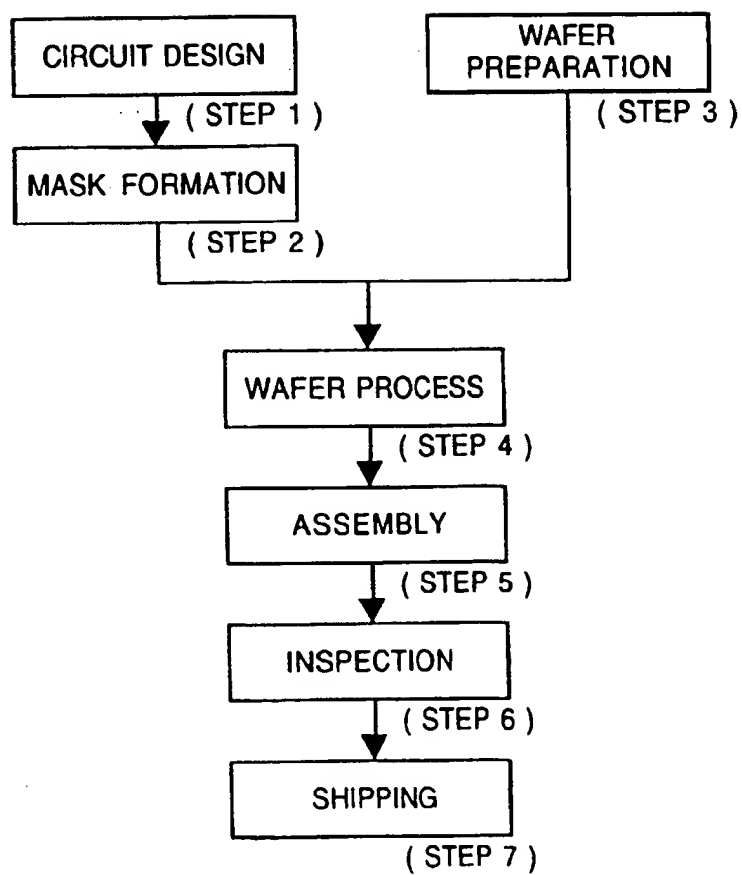 CIRCUIT DESIGN
( STEP 1 )
MASK FORMATION
( STEP 2 )
WAFER
PREPARATION
( STEP 3 )
WAFER PROCESS
( STEP 4 )
ASSEMBLY
( STEP 5 )
INSPECTION
( STEP 6 )
SHIPPING
( STEP 7 )